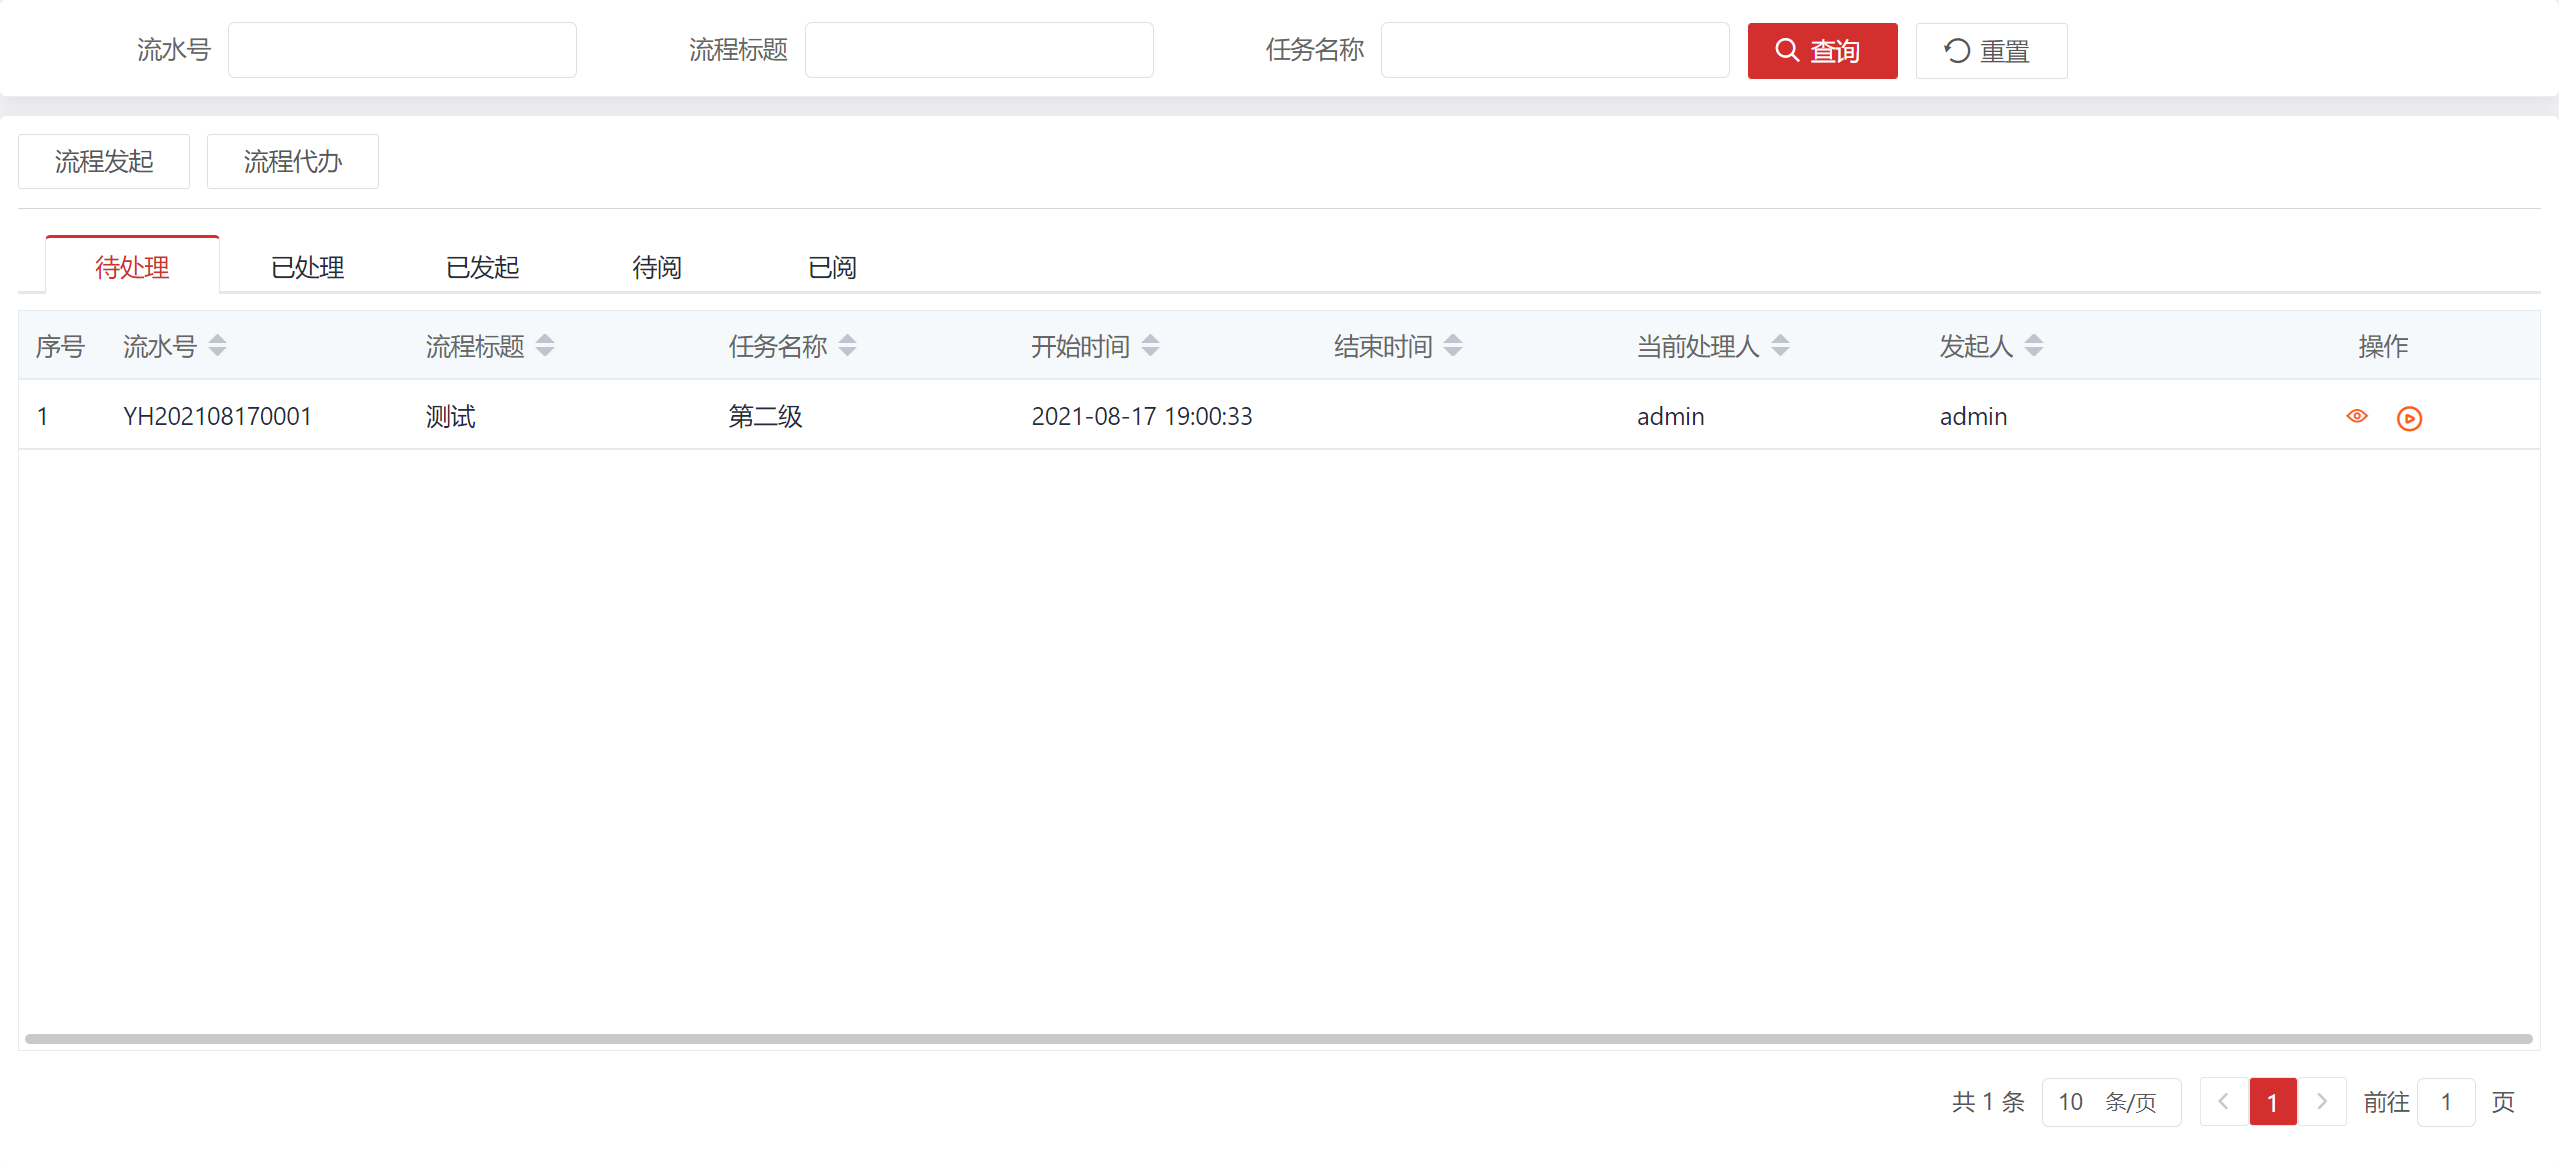 流水号 流程标题 任务名称 查询 重置
流程发起 流程代办
待处理 已处理 已发起 待阅 已阅
序号 流水号 流程标题 任务名称 开始时间 结束时间 当前处理人 发起人 操作
1 YH202108170001 测试 第二级 2021-08-17 19:00:33 admin admin
共 1 条 10 条/页 1 前往 1 页